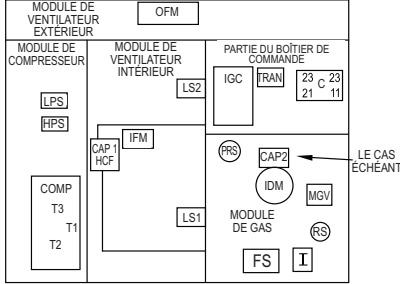 MODULE DE
VENTILATEUR
EXTÉRIEUR
OFM
MODULE DE
COMPRESSEUR
LPS
HPS
COMP
T3
T1
T2
MODULE DE
VENTILATEUR
INTÉRIEUR
LS2
IFM
CAP 1
HCF
LS1
PARTIE DU BOÎTIER DE
COMMANDE
IGC
TRAN
23 C 23
21 11
PRS
CAP2
LE CAS
ÉCHÉANT
IDM
MGV
MODULE
DE GAS
RS
FS
I